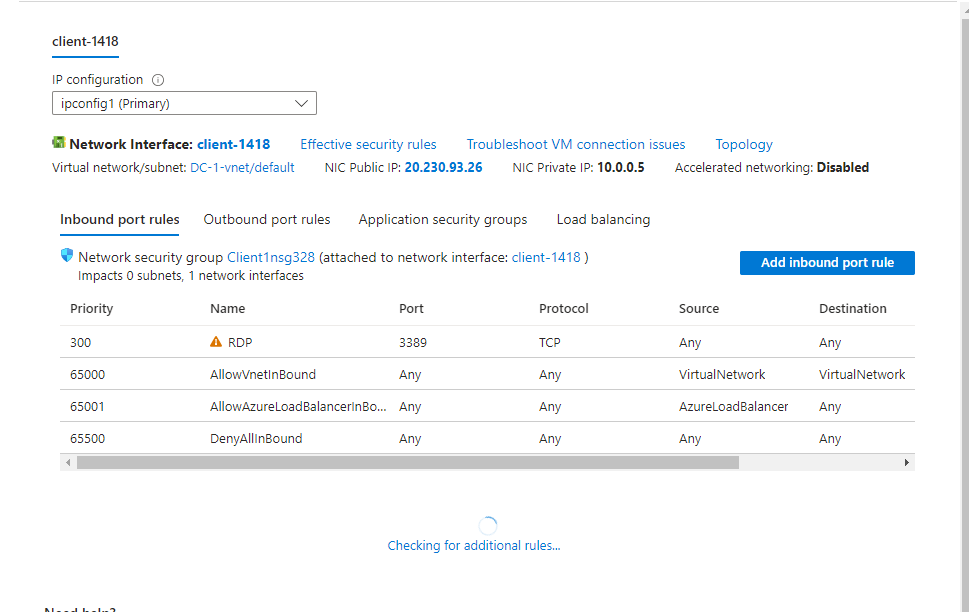 client-1418
IP configuration
ipconfig1 (Primary)
Network Interface: client-1418 Effective security rules Troubleshoot VM connection issues Topology
Virtual network/subnet: DC-1-vnet/default NIC Public IP: 20.230.93.26 NIC Private IP: 10.0.0.5 Accelerated networking: Disabled
Inbound port rules Outbound port rules Application security groups Load balancing
Network security group Client1nsg328 (attached to network interface: client-1418 )
Impacts 0 subnets, 1 network interfaces
Add inbound port rule
Priority Name Port Protocol Source Destination
300 RDP 3389 TCP Any Any
65000 AllowVnetInBound Any Any VirtualNetwork VirtualNetwork
65001 AllowAzureLoadBalancerInBo... Any Any AzureLoadBalancer Any
65500 DenyAllInBound Any Any Any Any
Checking for additional rules...
Need help?